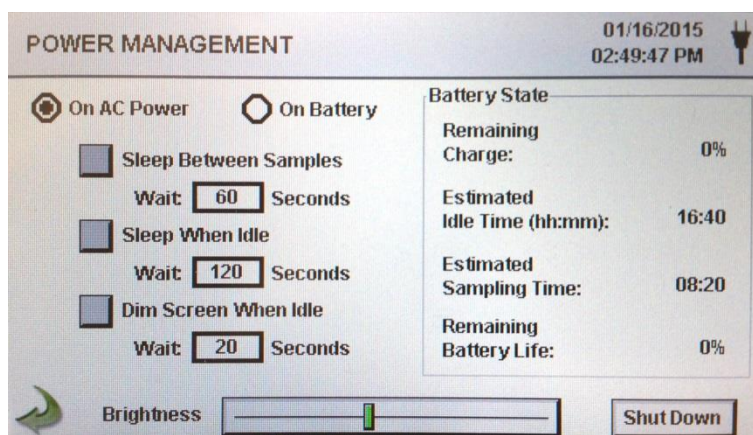 POWER MANAGEMENT
01/16/2015
02:49:47 PM
On AC Power
On Battery
Sleep Between Samples
Wait: 60 Seconds
Sleep When Idle
Wait: 120 Seconds
Dim Screen When Idle
Wait: 20 Seconds
Battery State
Remaining
Charge: 0%
Estimated
Idle Time (hh:mm): 16:40
Estimated
Sampling Time: 08:20
Remaining
Battery Life: 0%
Brightness
Shut Down